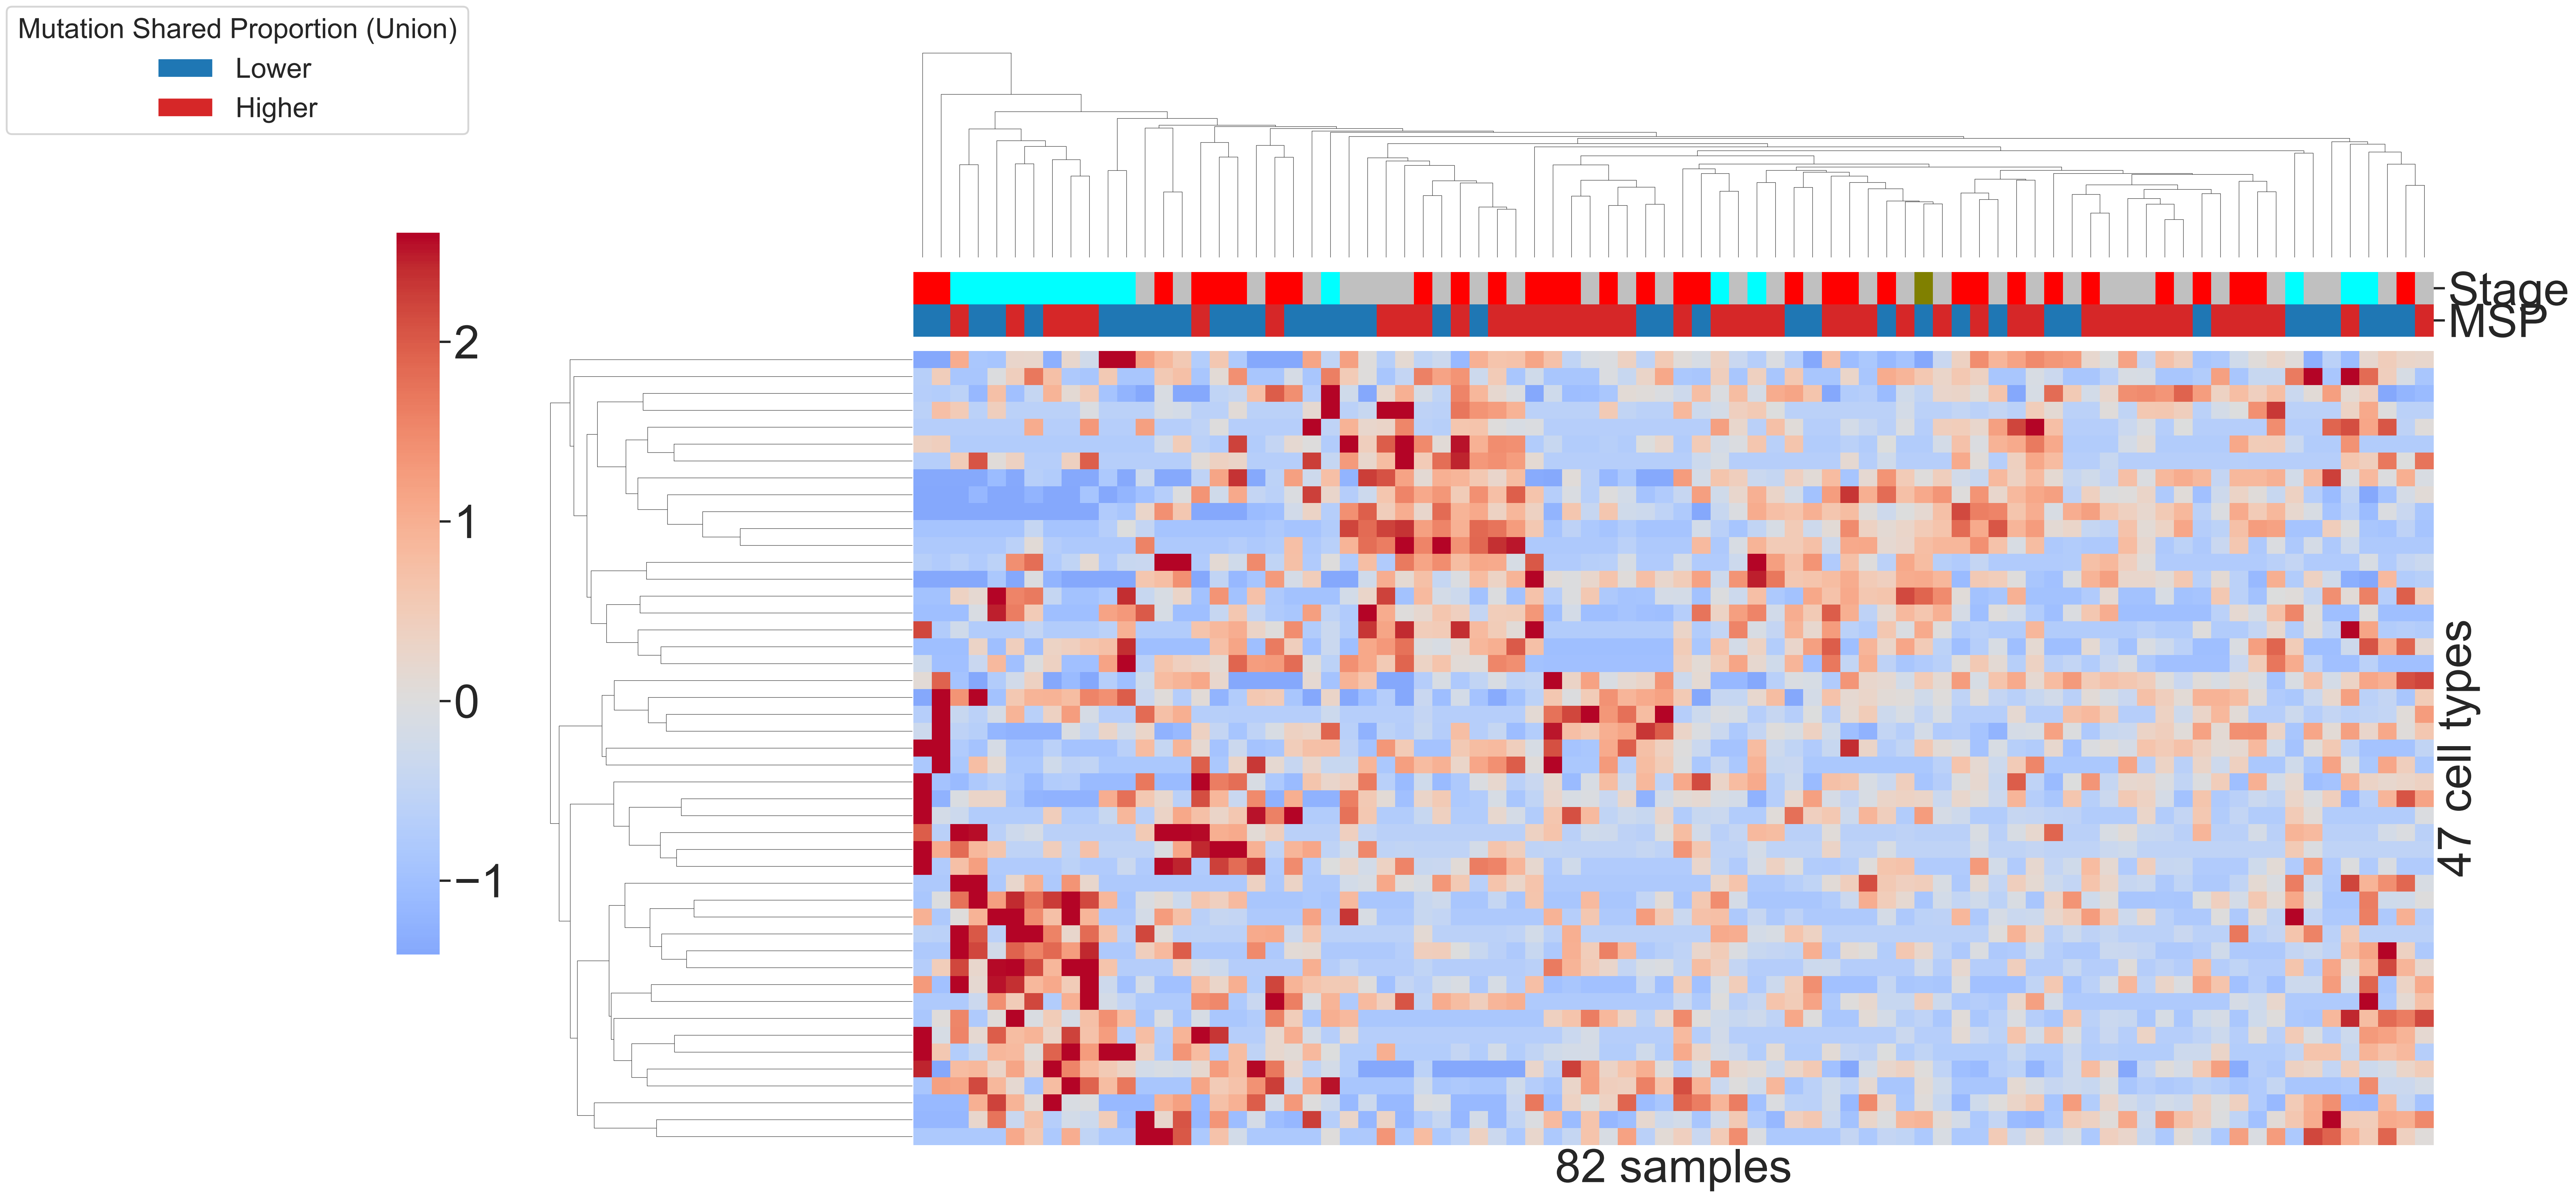 Mutation Shared Proportion (Union)
Lower
Higher
Stage
MSP
2
1
0
−1
47 cell types
82 samples